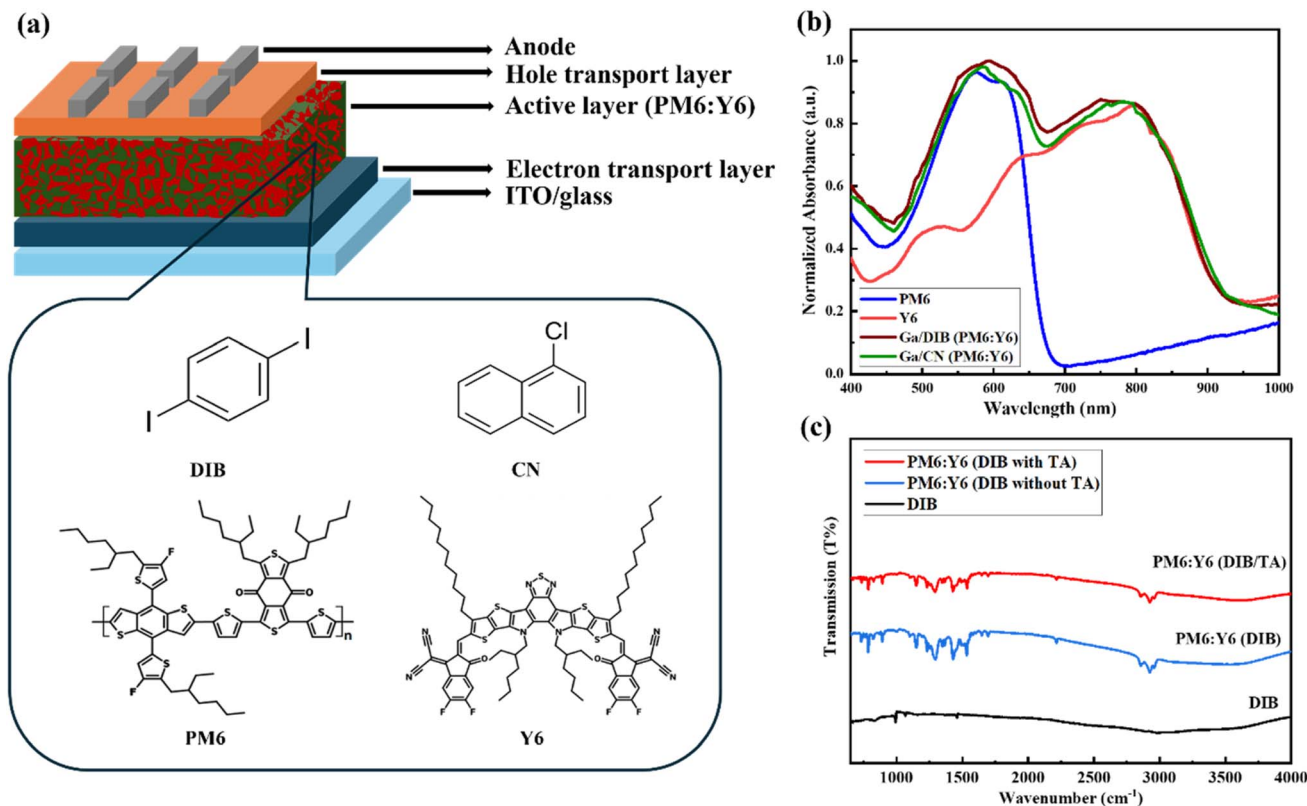 (a)
Anode
Hole transport layer
Active layer (PM6:Y6)
Electron transport layer
ITO/glass
I
I
DIB
Cl
CN
F
S
S
S
S
O
O
S
S
S
S
S
n
F
PM6
S
N
N
S
S
S
S
N
N
N
N
O
O
N
N
F
F
F
F
Y6
(b)
Normalized Absorbancc (a.u.)
1.0
0.8
0.6
0.4
0.2
0.0
PM6
Y6
Ga/DIB (PM6:Y6)
Ga/CN (PM6:Y6)
400
500
600
700
800
900
1000
Wavelength (nm)
(c)
Transmission (T%)
PM6:Y6 (DIB with TA)
PM6:Y6 (DIB without TA)
DIB
PM6:Y6 (DIB/TA)
PM6:Y6 (DIB)
DIB
1000
1500
2000
2500
3000
3500
4000
Wavenumber (cm-1)